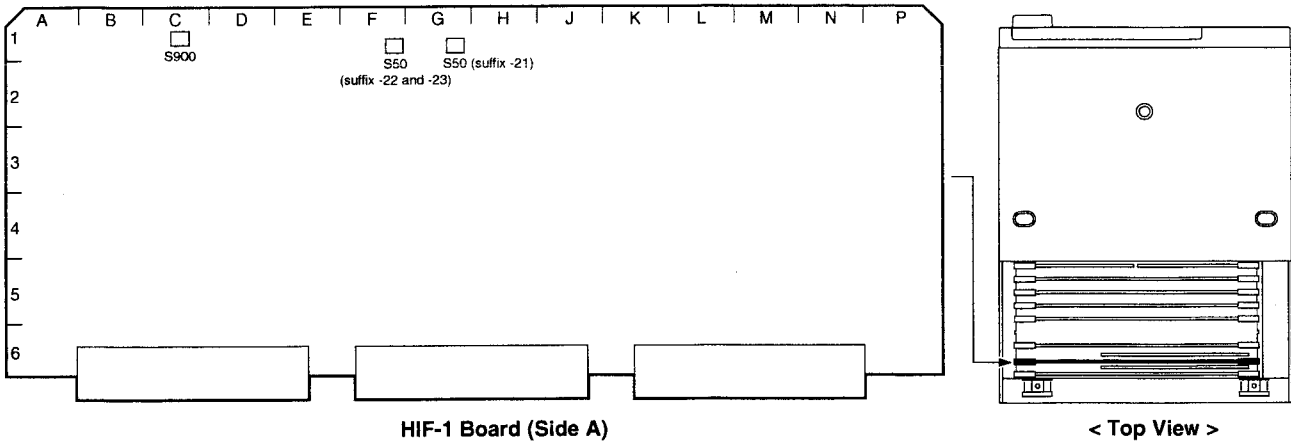 A B C D E F G H J K L M N P
1
S900
S50
S50 (suffix -21)
(suffix -22 and -23)
2
3
4
5
6
HIF-1 Board (Side A)
< Top View >